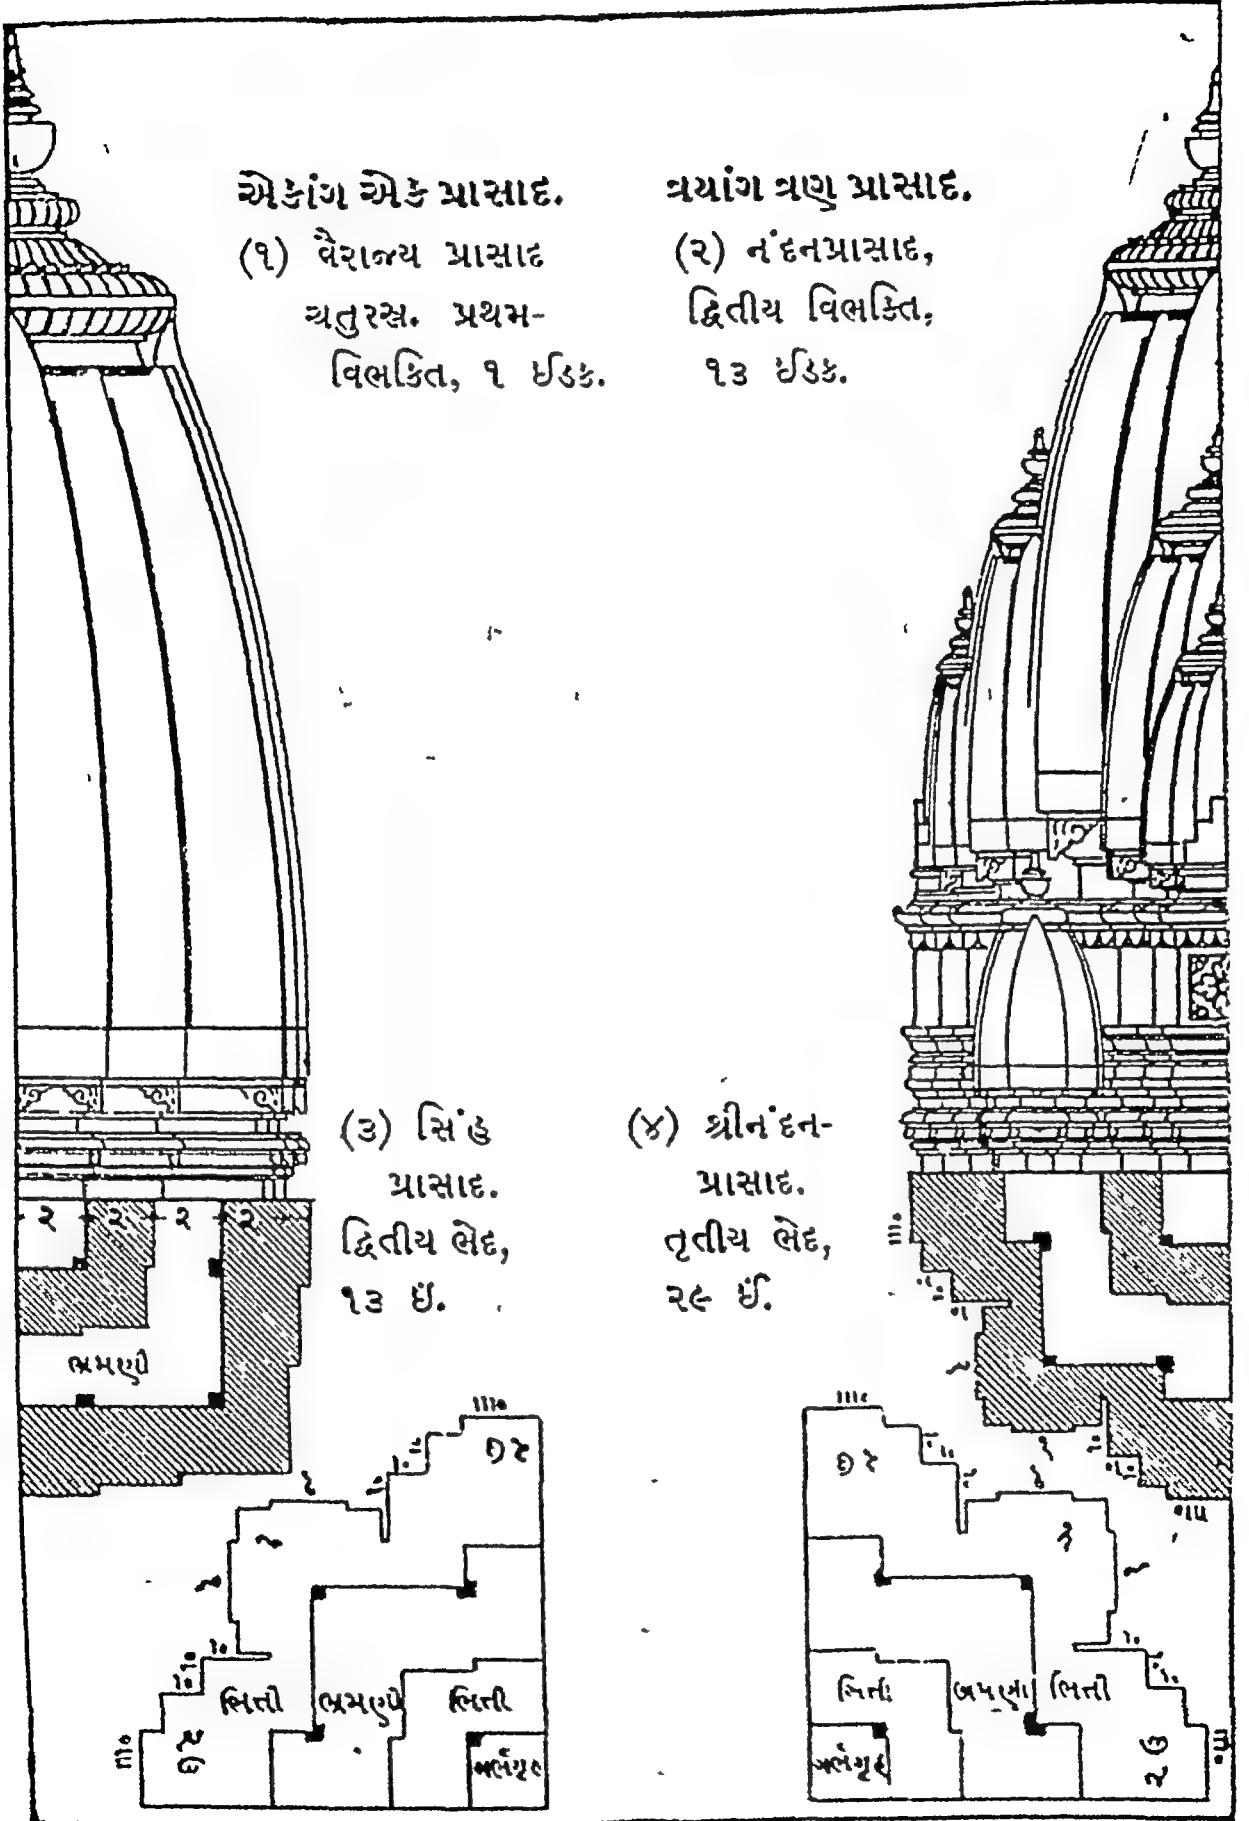 એકાંગ એક પ્રાસાદ.
(૧) વૈરાજ્ય પ્રાસાદ
ચતુરસ્ર. પ્રથમ-
વિભક્તિ, ૧ ઈંડક.
ત્રયાંગ ત્રણ પ્રાસાદ.
(૨) નંદનપ્રાસાદ,
દ્વિતીય વિભક્તિ,
૧૩ ઈંડક.
(૩) સિંહ
પ્રાસાદ.
દ્વિતીય ભેદ,
૧૩ ઈં.
(૪) શ્રીનંદન-
પ્રાસાદ.
તૃતીય ભેદ,
૨૯ ઈં.
૨ ૨ ૨ ૨
ભ્રમણી
ભિતી ભ્રમણી ભિતી
ગર્ભગૃહ
ભિતી ભ્રમણી ભિતી
ગર્ભગૃહ